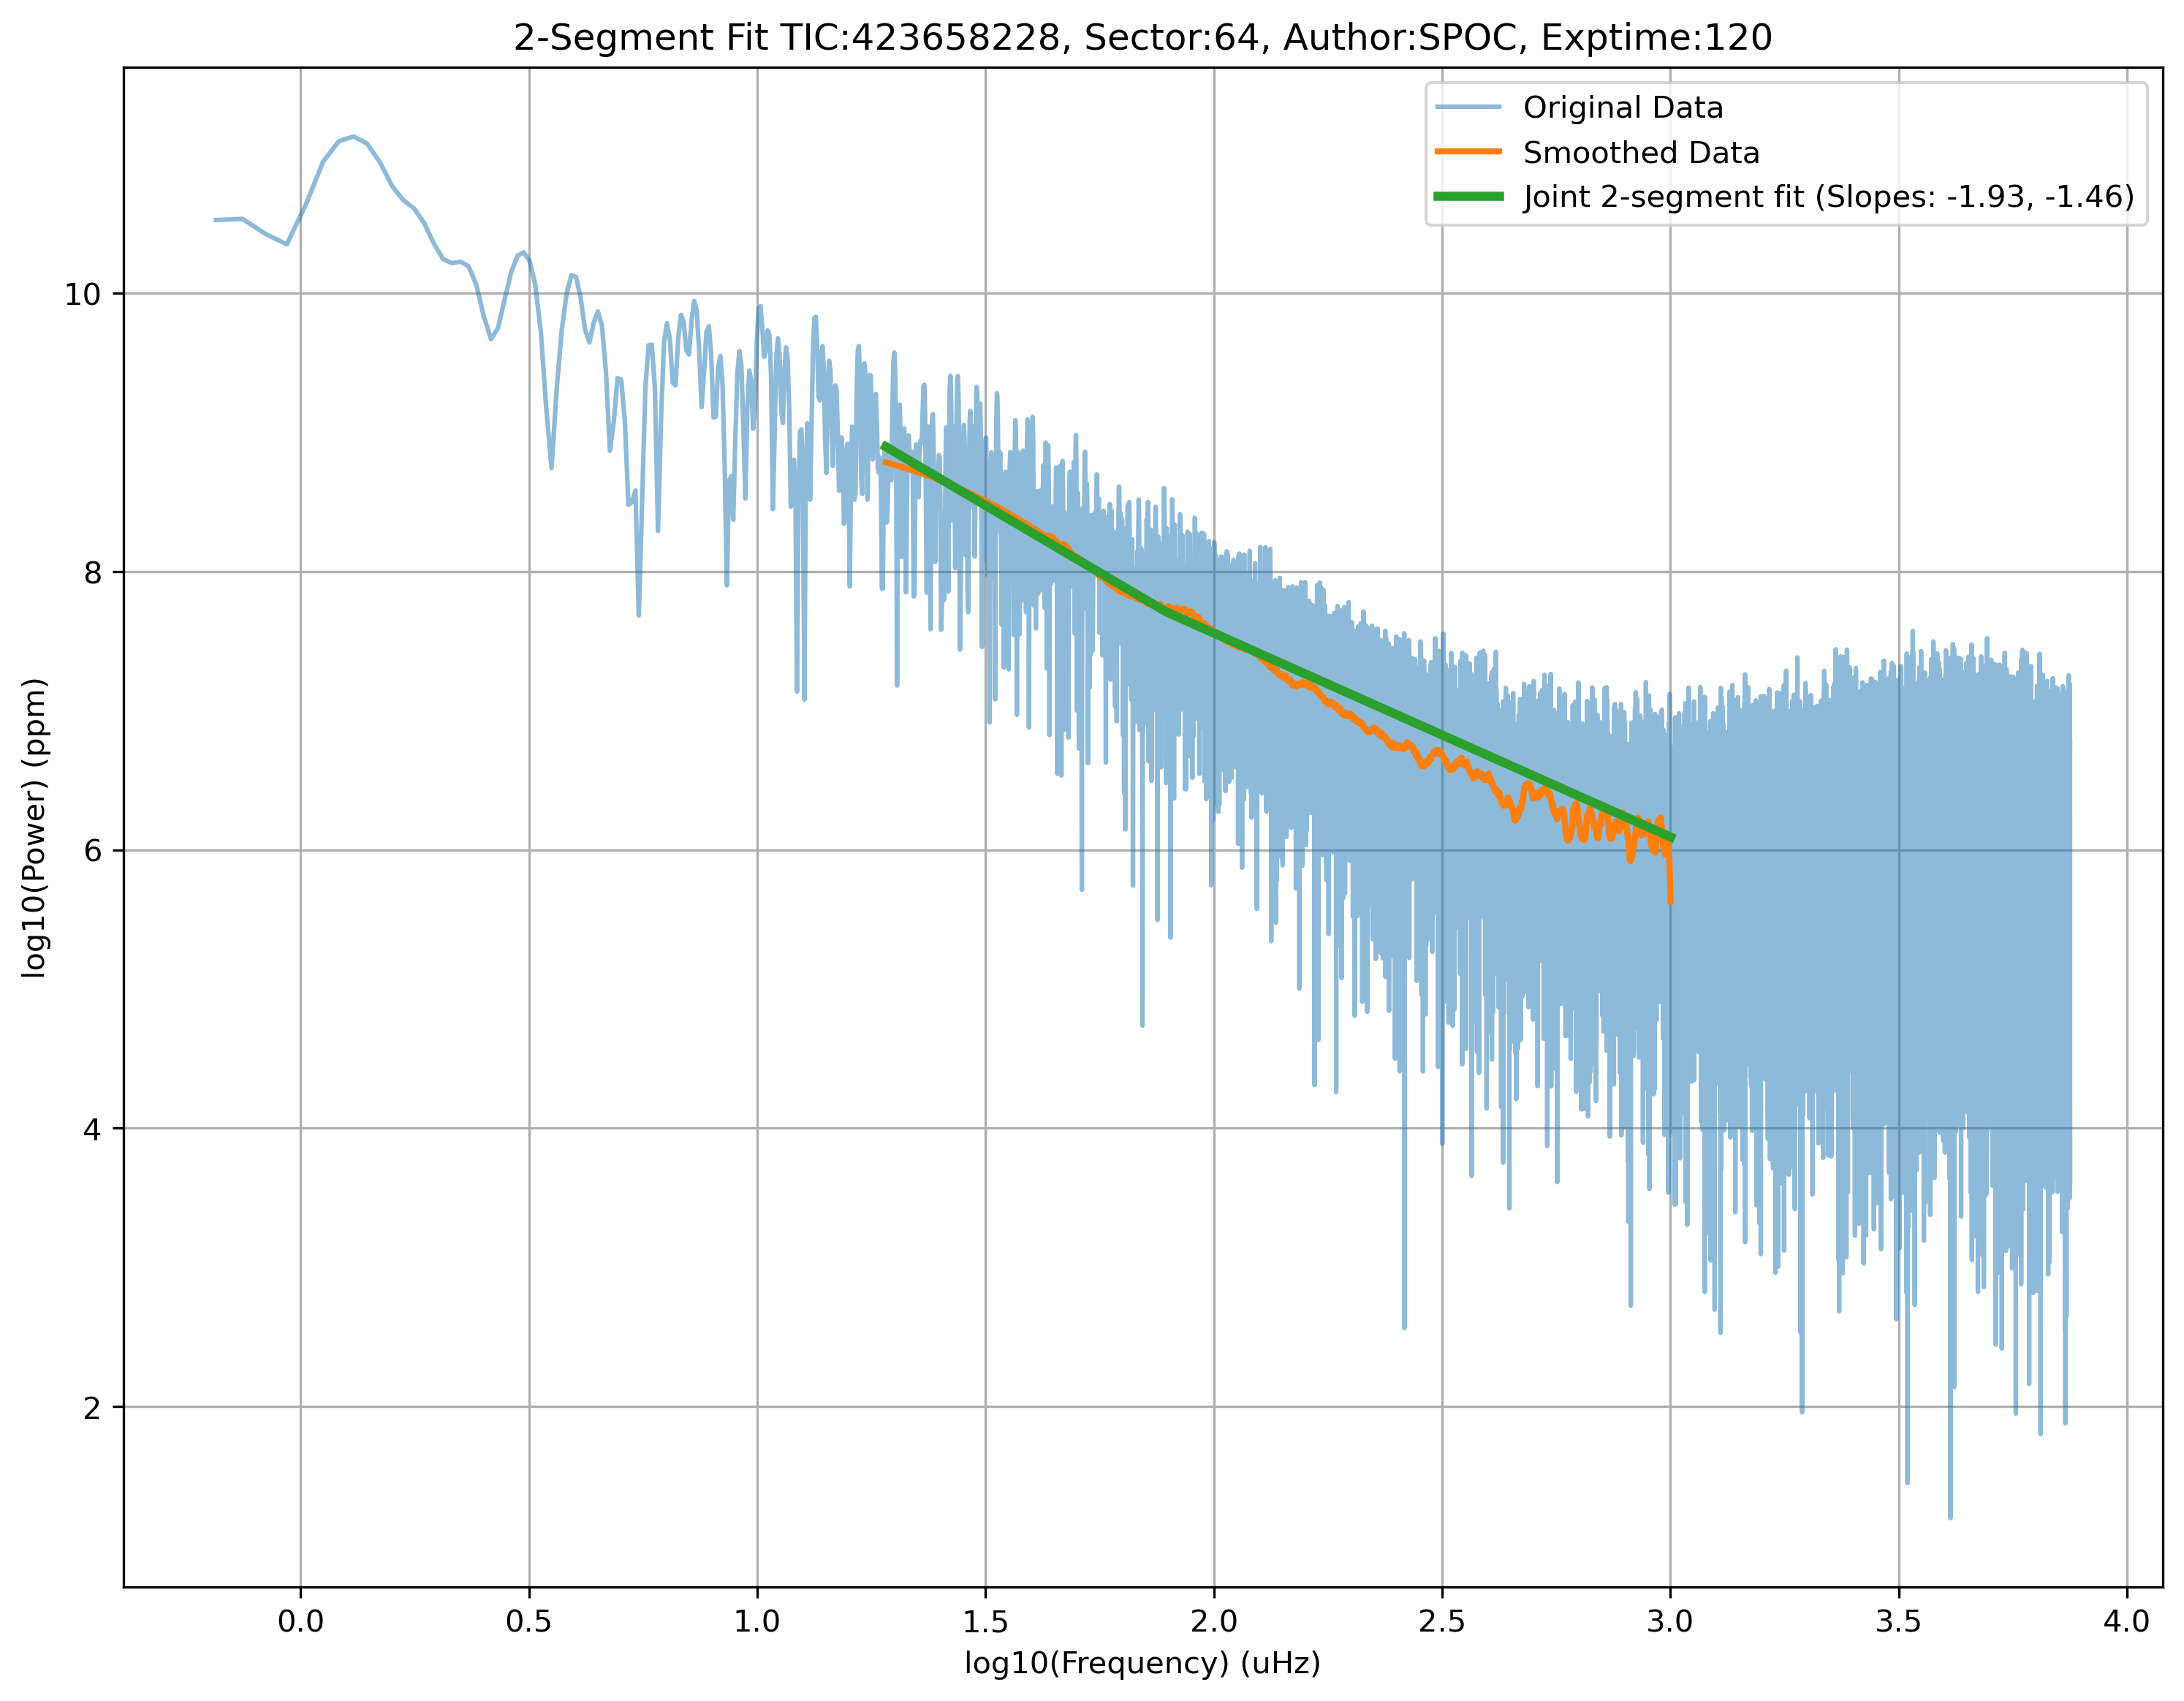 2-Segment Fit TIC:423658228, Sector:64, Author:SPOC, Exptime:120
Original Data
Smoothed Data
Joint 2-segment fit (Slopes: -1.93, -1.46)
log10(Power) (ppm)
10
8
6
4
2
0.0 0.5 1.0 1.5 2.0 2.5 3.0 3.5 4.0
log10(Frequency) (uHz)